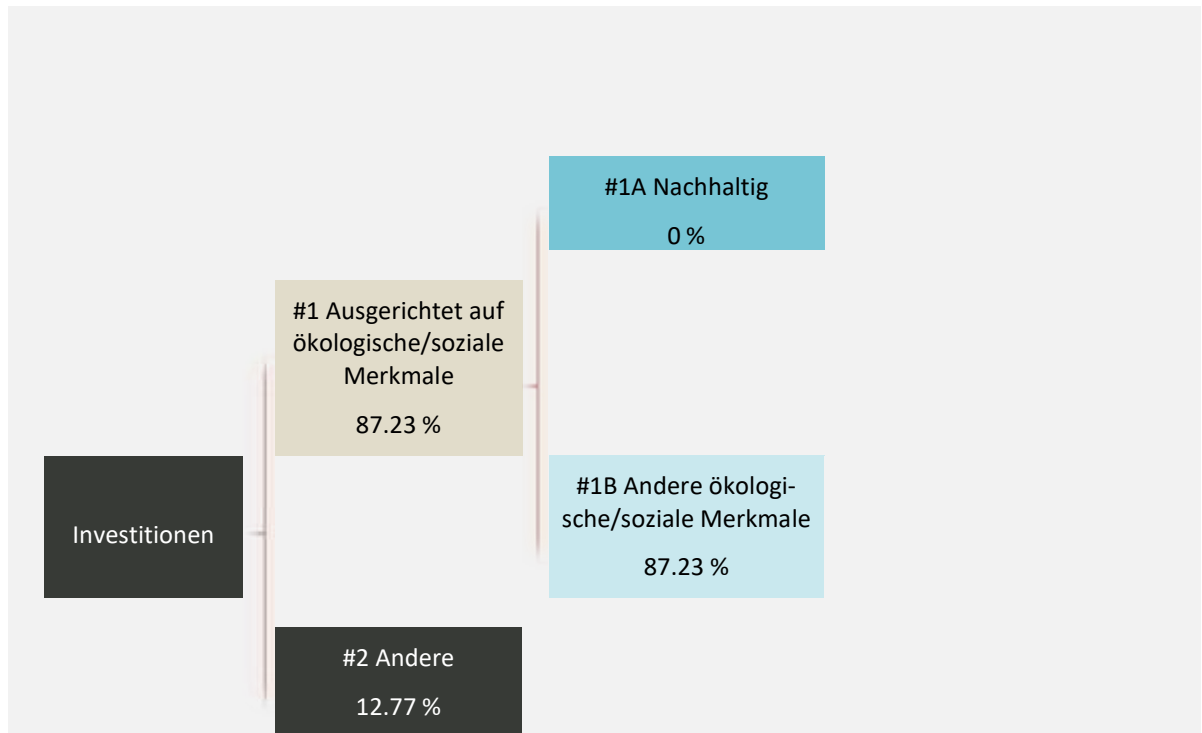 #1A Nachhaltig
0 %
#1 Ausgerichtet auf
ökologische/soziale
Merkmale
87.23 %
Investitionen
#1B Andere ökologi-
sche/soziale Merkmale
87.23 %
#2 Andere
12.77 %